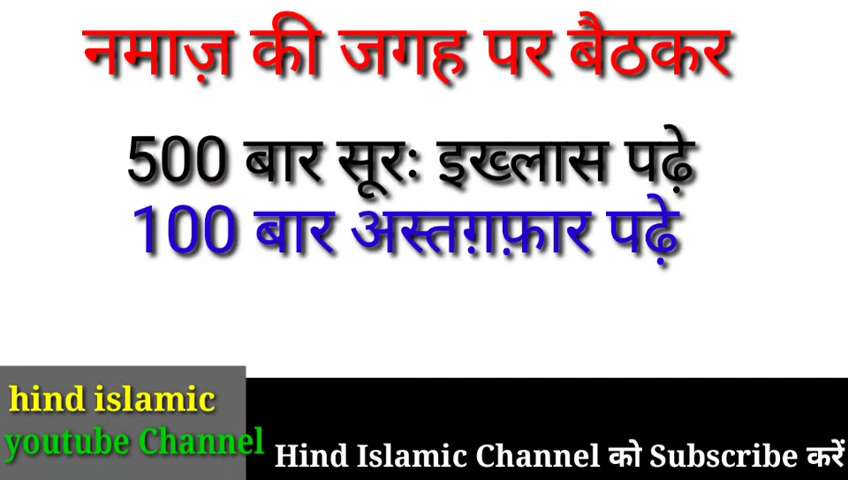 नमाज़ की जगह पर बैठकर
500 बार सूरः इख्लास पढ़े
100 बार अस्तग़फ़ार पढ़े
hind islamic
youtube Channel
Hind Islamic Channel को Subscribe करें